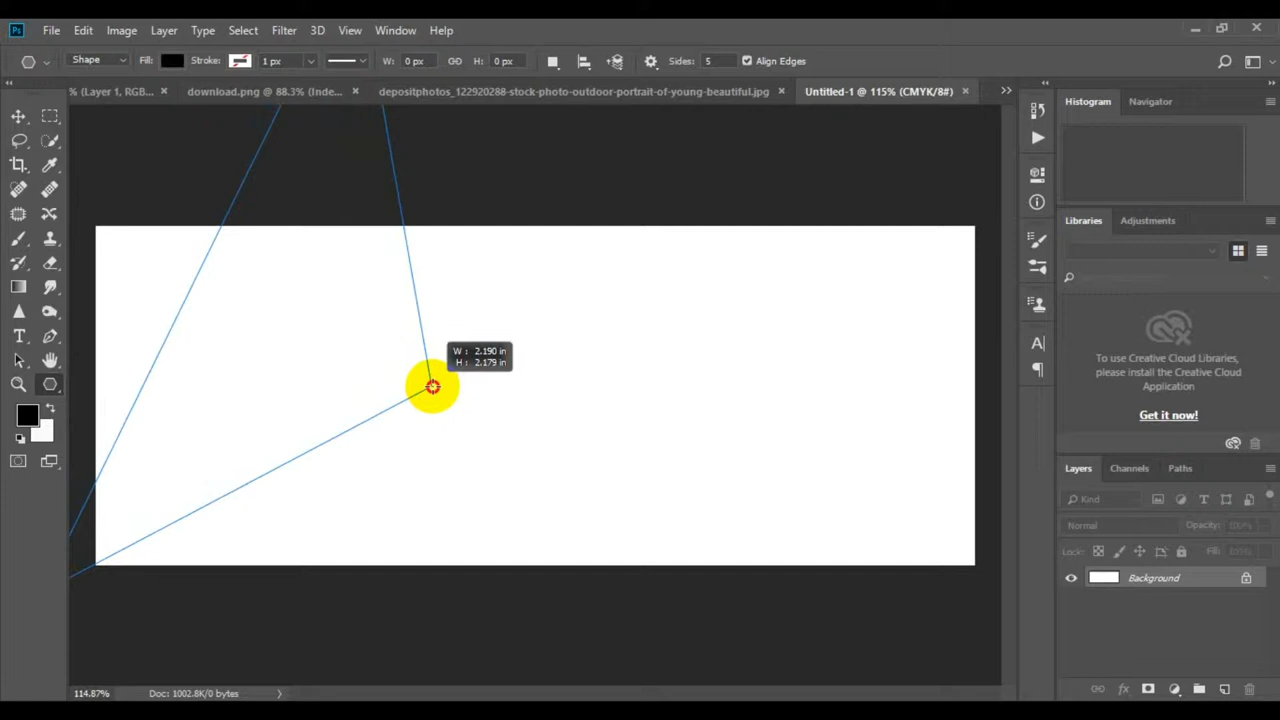 Ps File Edit Image Layer Type Select Filter 3D View Window Help
Shape Fill: Stroke: 1 px W: 0 px H: 0 px Sides: 5 Align Edges
% (Layer 1, RGB... download.png @ 88.3% (Inde... depositphotos_122920288-stock-photo-outdoor-portrait-of-young-beautiful.jpg Untitled-1 @ 115% (CMYK/8#)
Histogram Navigator
Libraries Adjustments
To use Creative Cloud Libraries,
please install the Creative Cloud
Application
Get it now!
W: 2.190 in
H: 2.179 in
Layers Channels Paths
Kind
Normal Opacity: 100%
Lock: Fill: 100%
Background
114.87% Doc: 1002.8K/0 bytes